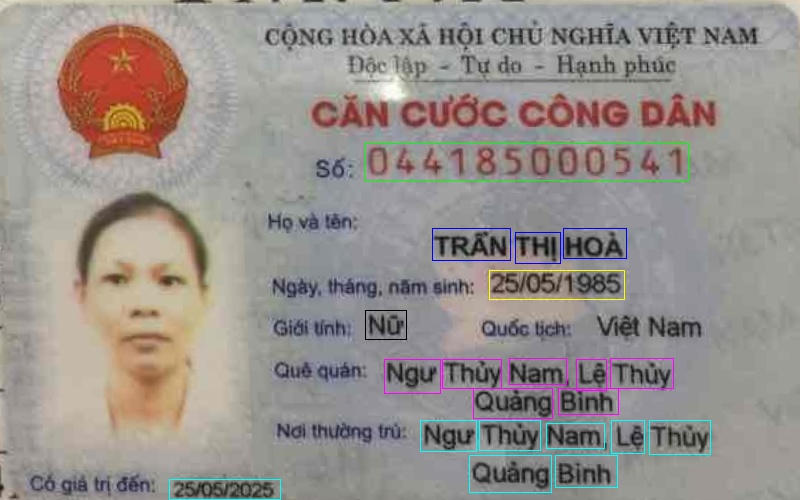 CỘNG HÒA XÃ HỘI CHỦ NGHĨA VIỆT NAM
Độc lập - Tự do - Hạnh phúc
CĂN CƯỚC CÔNG DÂN
Số: 044185000541
Họ và tên:
TRẦN THỊ HOÀ
Ngày, tháng, năm sinh: 25/05/1985
Giới tính: Nữ Quốc tịch: Việt Nam
Quê quán: Ngư Thủy Nam, Lệ Thủy
Quảng Bình
Nơi thường trú: Ngư Thủy Nam, Lệ Thủy
Quảng Bình
Có giá trị đến: 25/05/2025